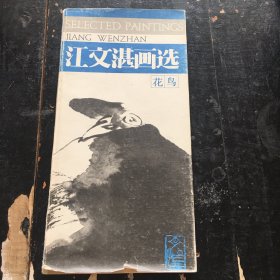 SELECTED PAINTINGS
JIANG WENZHAN
江文湛画选
花鸟